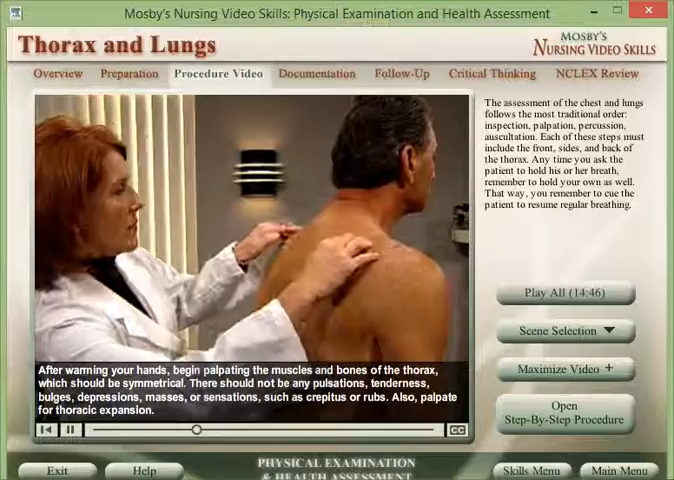 Mosby's Nursing Video Skills: Physical Examination and Health Assessment
Thorax and Lungs
MOSBY'S
NURSING VIDEO SKILLS
Overview
Preparation
Procedure Video
Documentation
Follow-Up
Critical Thinking
NCLEX Review
The assessment of the chest and lungs
follows the most traditional order:
inspection, palpation, percussion,
auscultation. Each of these steps must
include the front, sides, and back of
the thorax. Any time you ask the
patient to hold his or her breath,
remember to hold your own as well.
That way, you remember to cue the
patient to resume regular breathing.
After warming your hands, begin palpating the muscles and bones of the thorax,
which should be symmetrical. There should not be any pulsations, tenderness,
bulges, depressions, masses, or sensations, such as crepitus or rubs. Also, palpate
for thoracic expansion.
CC
Play All (14:46)
Scene Selection
Maximize Video +
Open
Step-By-Step Procedure
Exit
Help
PHYSICAL EXAMINATION
& HEALTH ASSESSMENT
Skills Menu
Main Menu